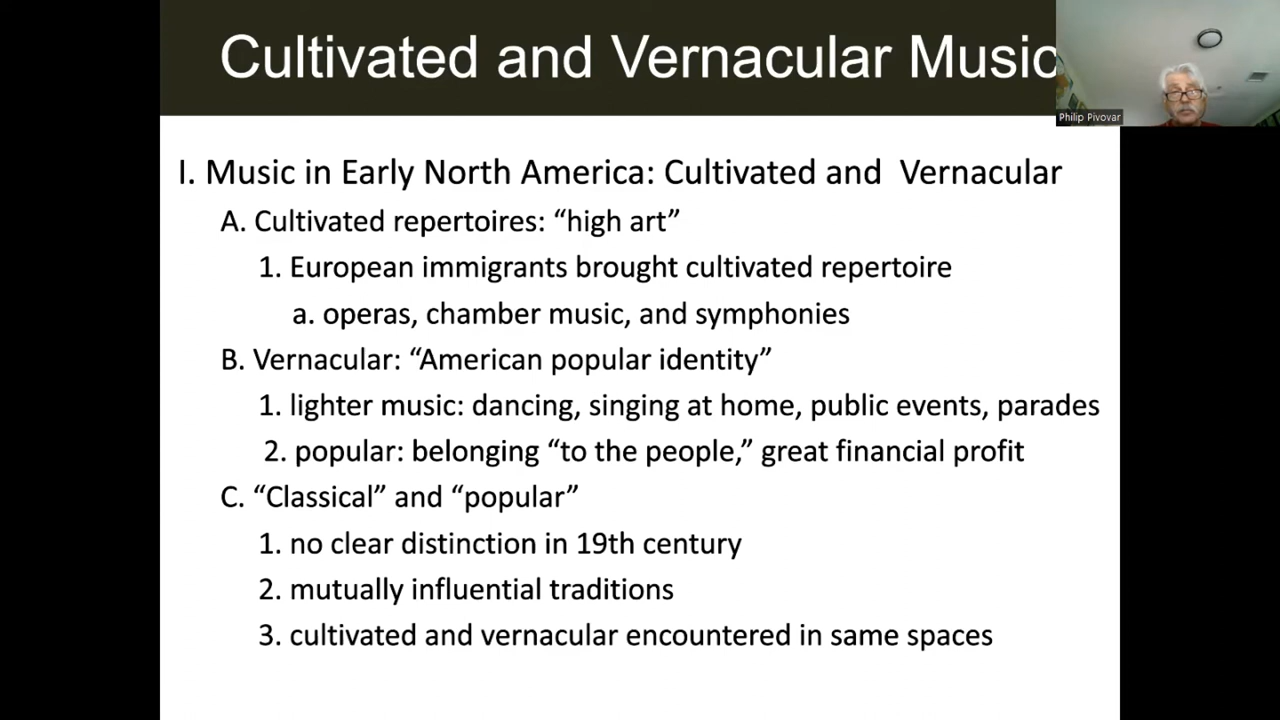 Cultivated and Vernacular Music
Philip Pivovar
I. Music in Early North America: Cultivated and Vernacular
A. Cultivated repertoires: “high art”
1. European immigrants brought cultivated repertoire
a. operas, chamber music, and symphonies
B. Vernacular: “American popular identity”
1. lighter music: dancing, singing at home, public events, parades
2. popular: belonging “to the people,” great financial profit
C. “Classical” and “popular”
1. no clear distinction in 19th century
2. mutually influential traditions
3. cultivated and vernacular encountered in same spaces